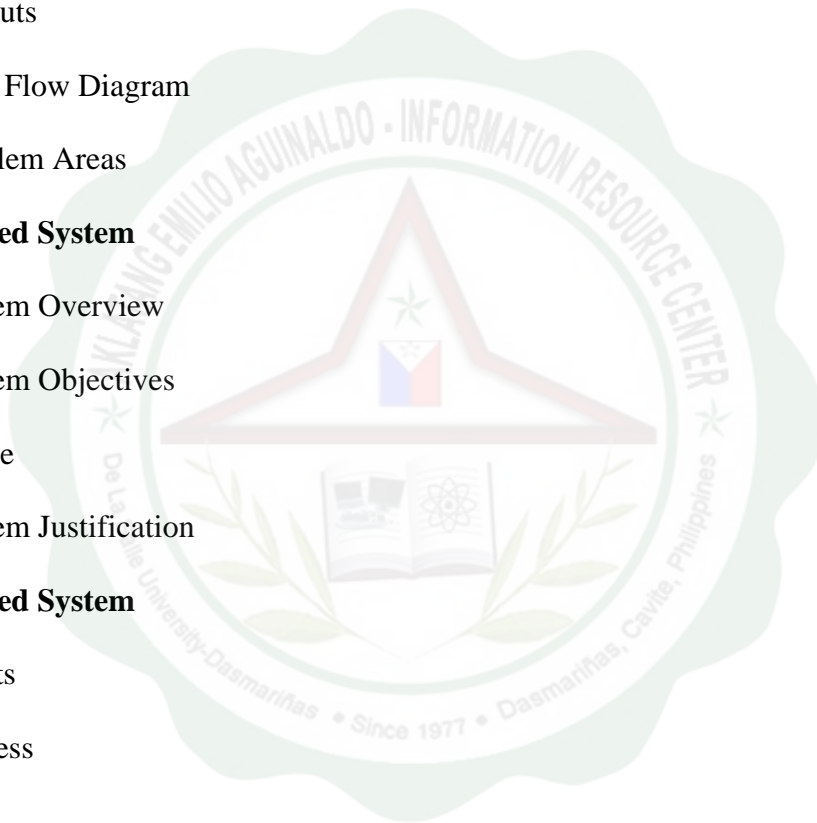 uts
Flow Diagram
lem Areas
ed System
em Overview
em Objectives
e
em Justification
ed System
ts
ess
AKLATANG EMILIO AGUINALDO - INFORMATION RESOURCE CENTER
De La Salle University-Dasmariñas • Since 1977 • Dasmariñas, Cavite, Philippines